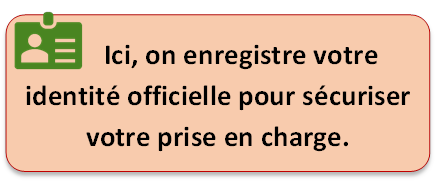 Ici, on enregistre votre
identité officielle pour sécuriser
votre prise en charge.